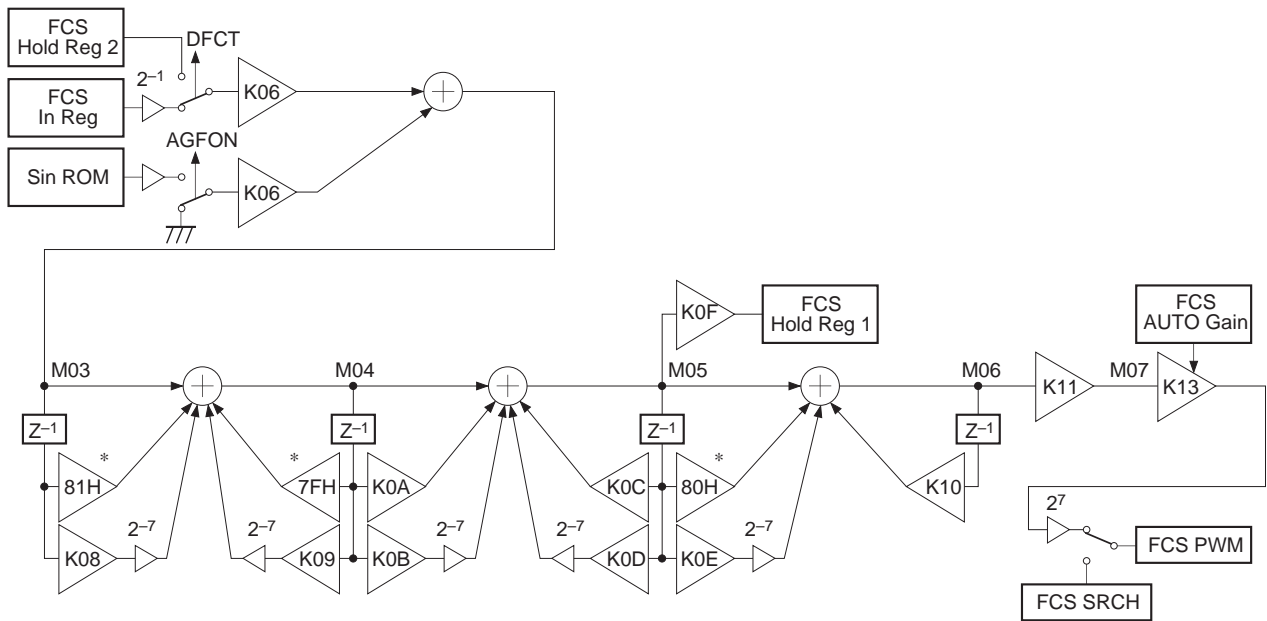 FCS
Hold Reg 2
DFCT
2–1
FCS
In Reg
K06
AGFON
Sin ROM
K06
K0F
FCS
Hold Reg 1
FCS
AUTO Gain
M03
M04
M05
M06
K11
M07
K13
Z–1
Z–1
Z–1
Z–1
81H
*
*
7FH
K0A
K0C
80H
*
K10
K08
2–7
2–7
K09
K0B
2–7
2–7
K0D
K0E
2–7
27
FCS PWM
FCS SRCH